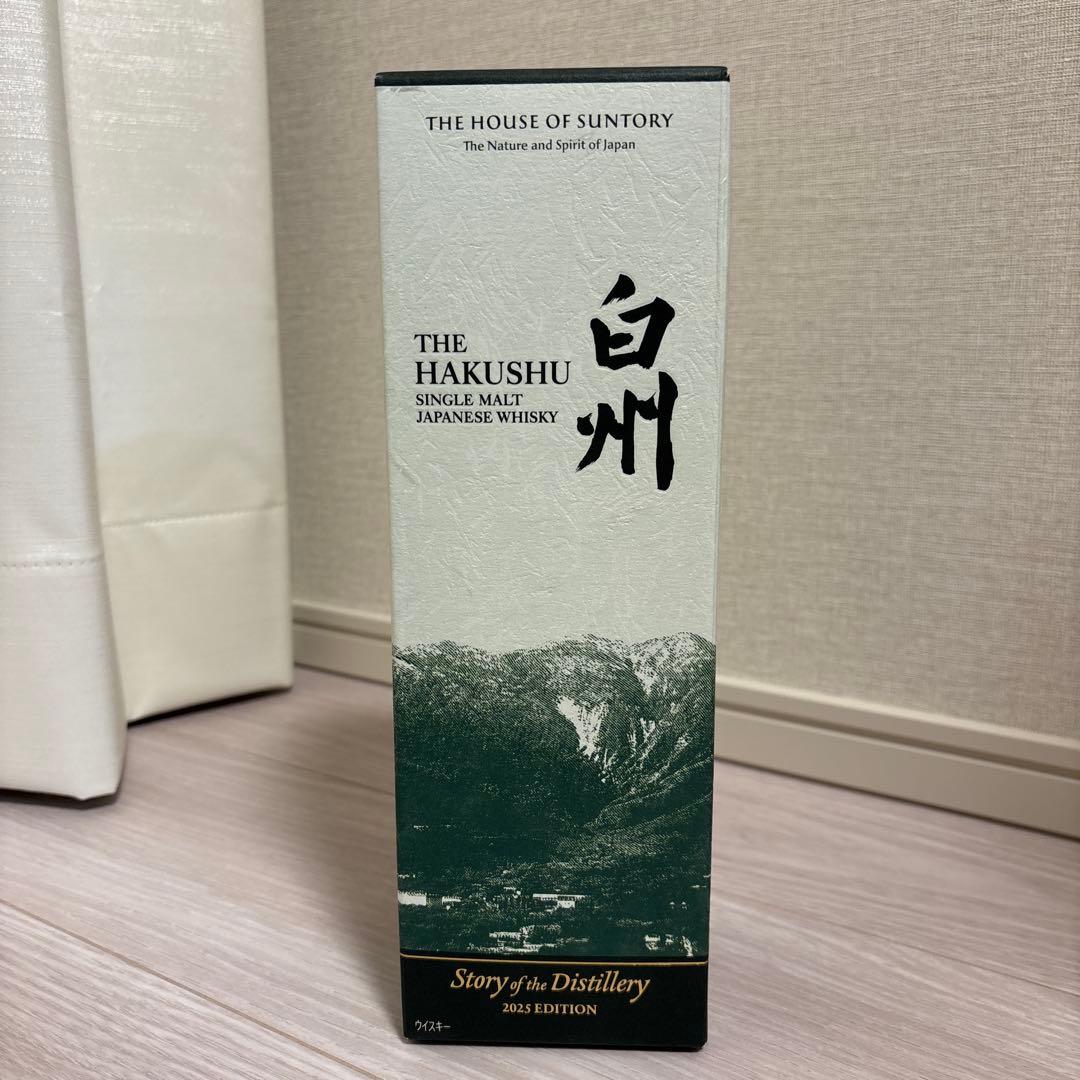 THE HOUSE OF SUNTORY
The Nature and Spirit of Japan
白州
THE
HAKUSHU
SINGLE MALT
JAPANESE WHISKY
Story of the Distillery
2025 EDITION
ウイスキー